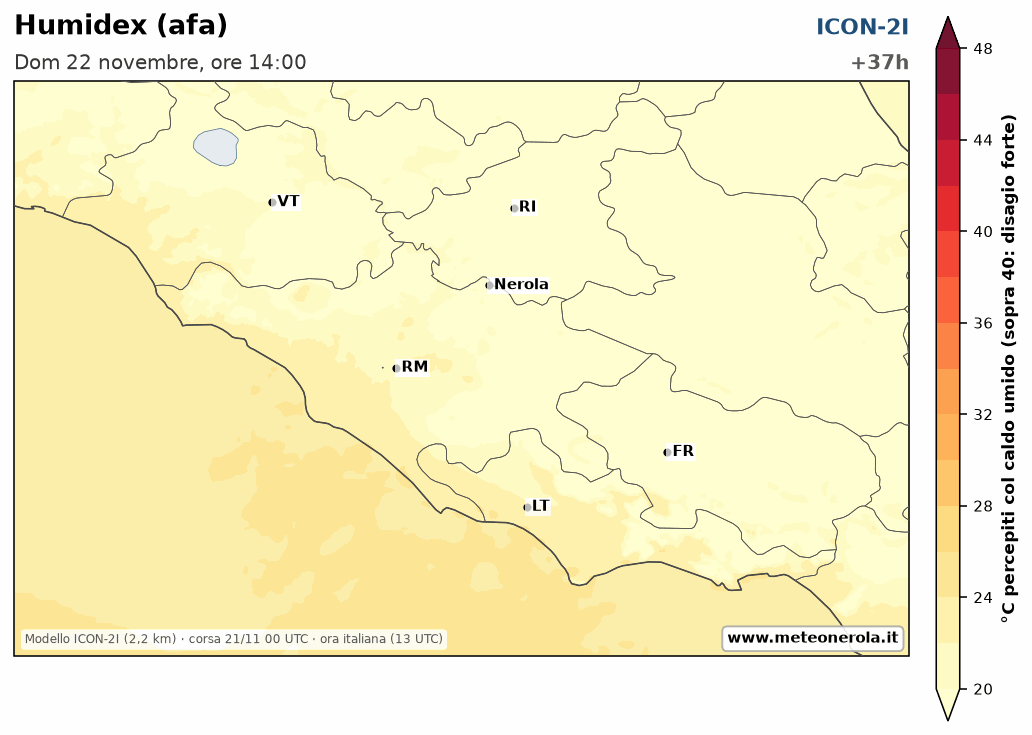 Humidex (afa)
ICON-2I
Dom 22 novembre, ore 14:00
+37h
VT
RI
Nerola
RM
FR
LT
Modello ICON-2I (2,2 km) · corsa 21/11 00 UTC · ora italiana (13 UTC)
www.meteonerola.it
48
44
40
36
32
28
24
20
°C percepiti col caldo umido (sopra 40: disagio forte)